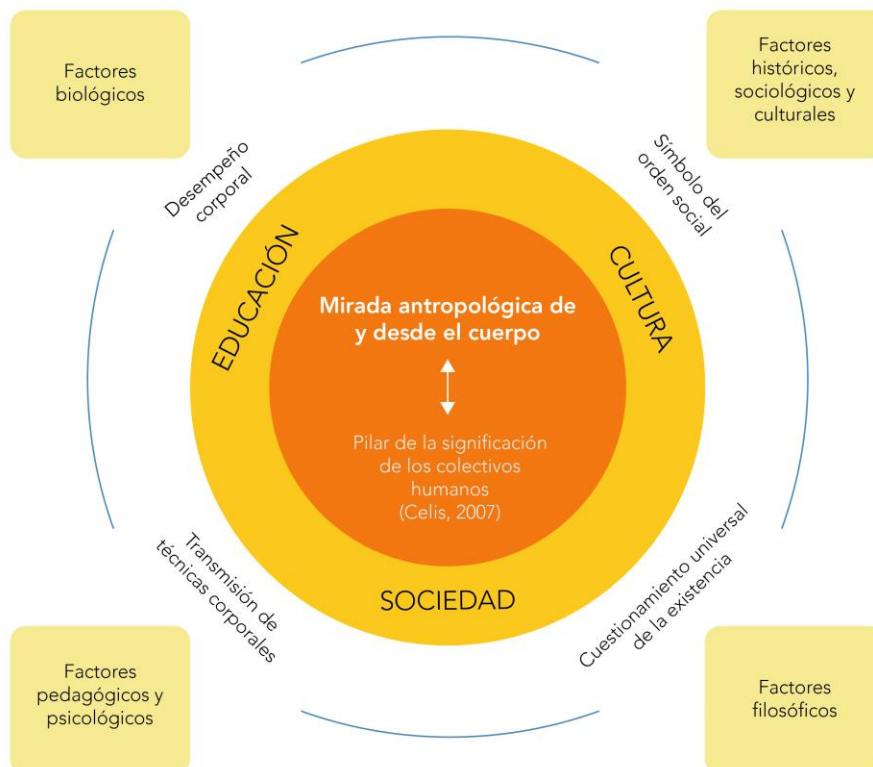 Factores
biológicos
Factores
históricos,
sociológicos y
culturales
Desempeño
corporal
Símbolo del
orden social
EDUCACIÓN
CULTURA
Mirada antropológica de
y desde el cuerpo
Pilar de la significación
de los colectivos
humanos
(Celis, 2007)
SOCIEDAD
Transmisión de
técnicas corporales
Cuestionamiento universal
de la existencia
Factores
pedagógicos y
psicológicos
Factores
filosóficos